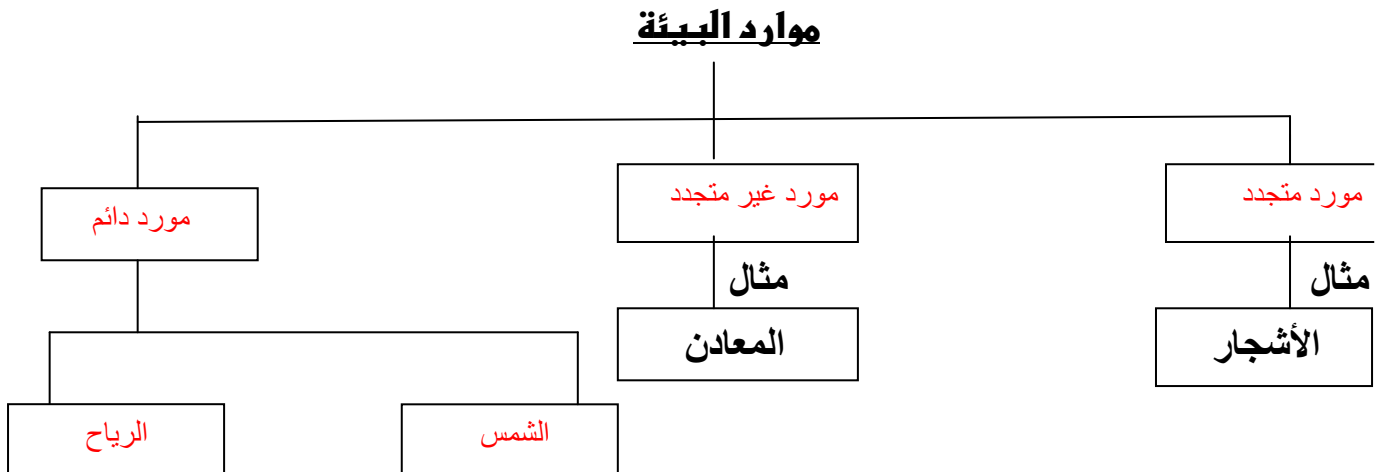 موارد البيئة
مورد متجدد
مورد غير متجدد
مورد دائم
مثال
مثال
الأشجار
المعادن
الشمس
الرياح